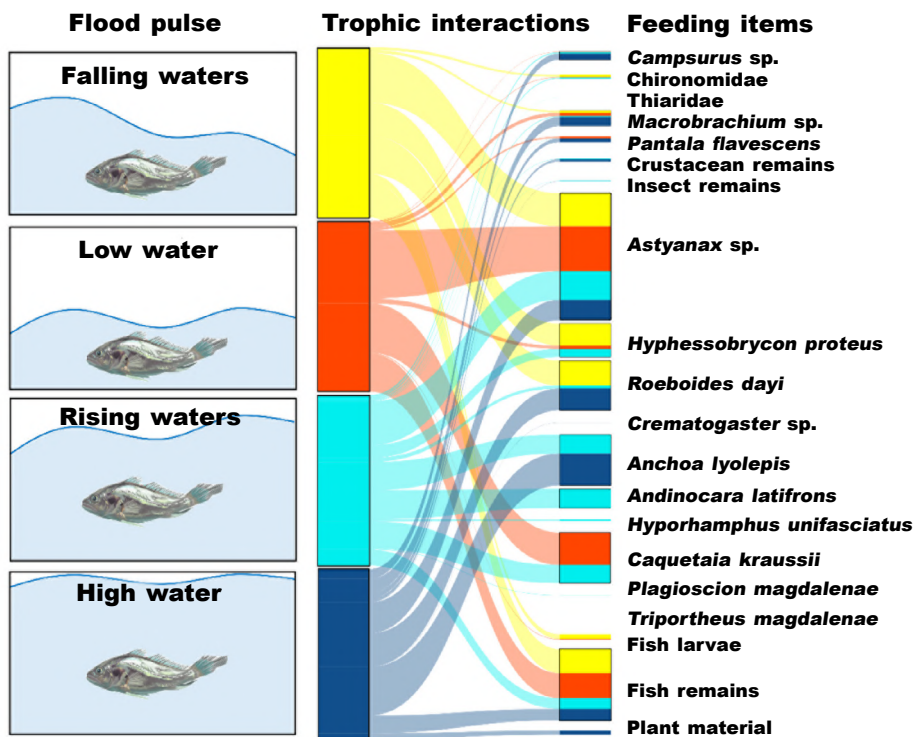 Flood pulse
Trophic interactions
Feeding items
Falling waters
Low water
Rising waters
High water
Campsurus sp.
Chironomidae
Thiaridae
Macrobrachium sp.
Pantala flavescens
Crustacean remains
Insect remains
Astyanax sp.
Hyphessobrycon proteus
Roeboides dayi
Crematogaster sp.
Anchoa lyolepis
Andinocara latifrons
Hyporhamphus unifasciatus
Caquetaia kraussii
Plagioscion magdalenae
Triportheus magdalenae
Fish larvae
Fish remains
Plant material